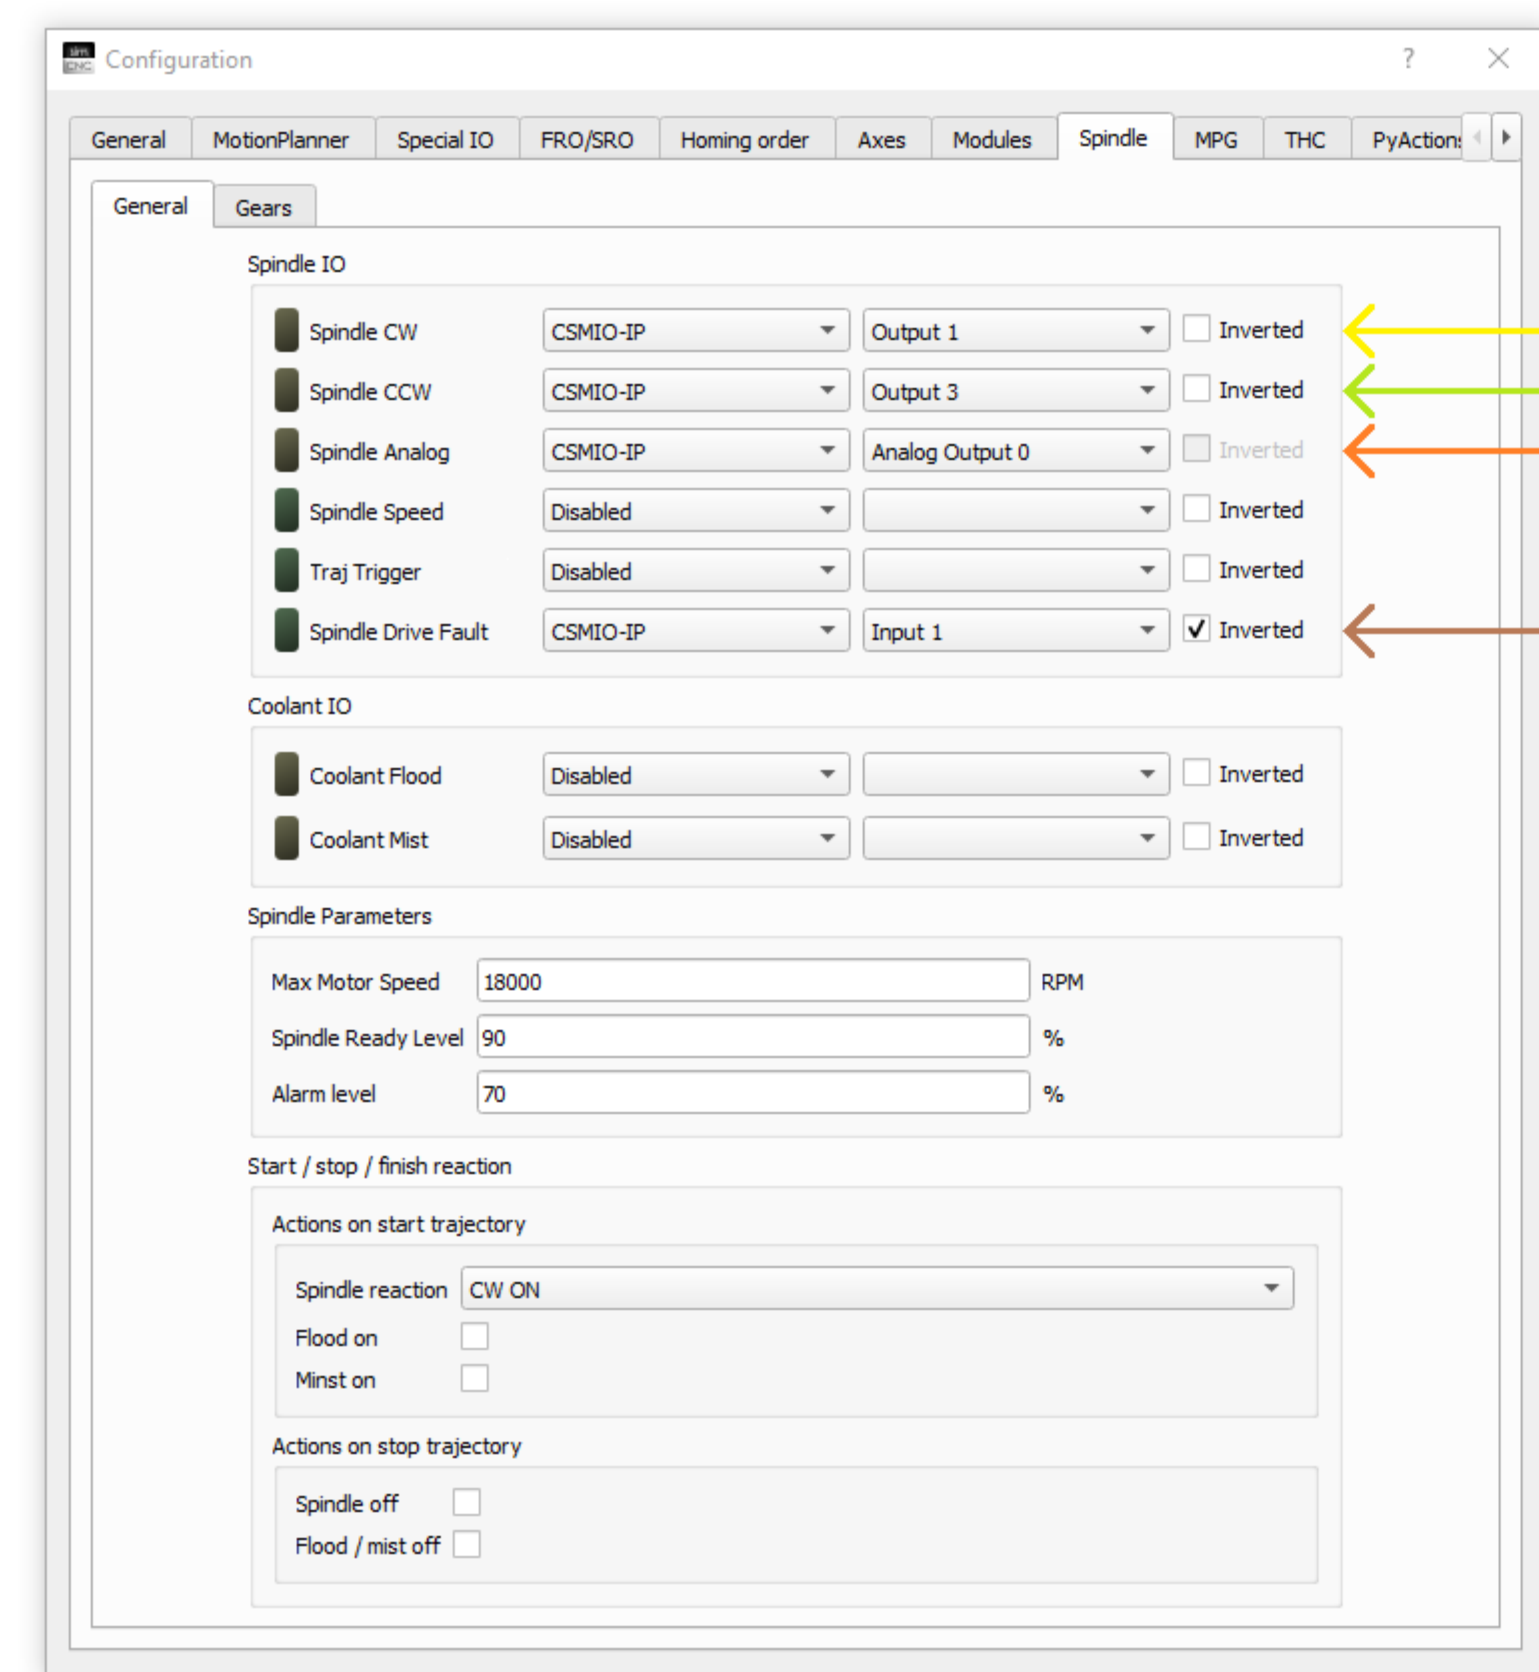 sim CNC Configuration ?
General MotionPlanner Special IO FRO/SRO Homing order Axes Modules Spindle MPG THC PyAction
General Gears
Spindle IO
Spindle CW CSMIO-IP Output 1 Inverted
Spindle CCW CSMIO-IP Output 3 Inverted
Spindle Analog CSMIO-IP Analog Output 0 Inverted
Spindle Speed Disabled Inverted
Traj Trigger Disabled Inverted
Spindle Drive Fault CSMIO-IP Input 1 Inverted
Coolant IO
Coolant Flood Disabled Inverted
Coolant Mist Disabled Inverted
Spindle Parameters
Max Motor Speed 18000 RPM
Spindle Ready Level 90 %
Alarm level 70 %
Start / stop / finish reaction
Actions on start trajectory
Spindle reaction CW ON
Flood on
Minst on
Actions on stop trajectory
Spindle off
Flood / mist off